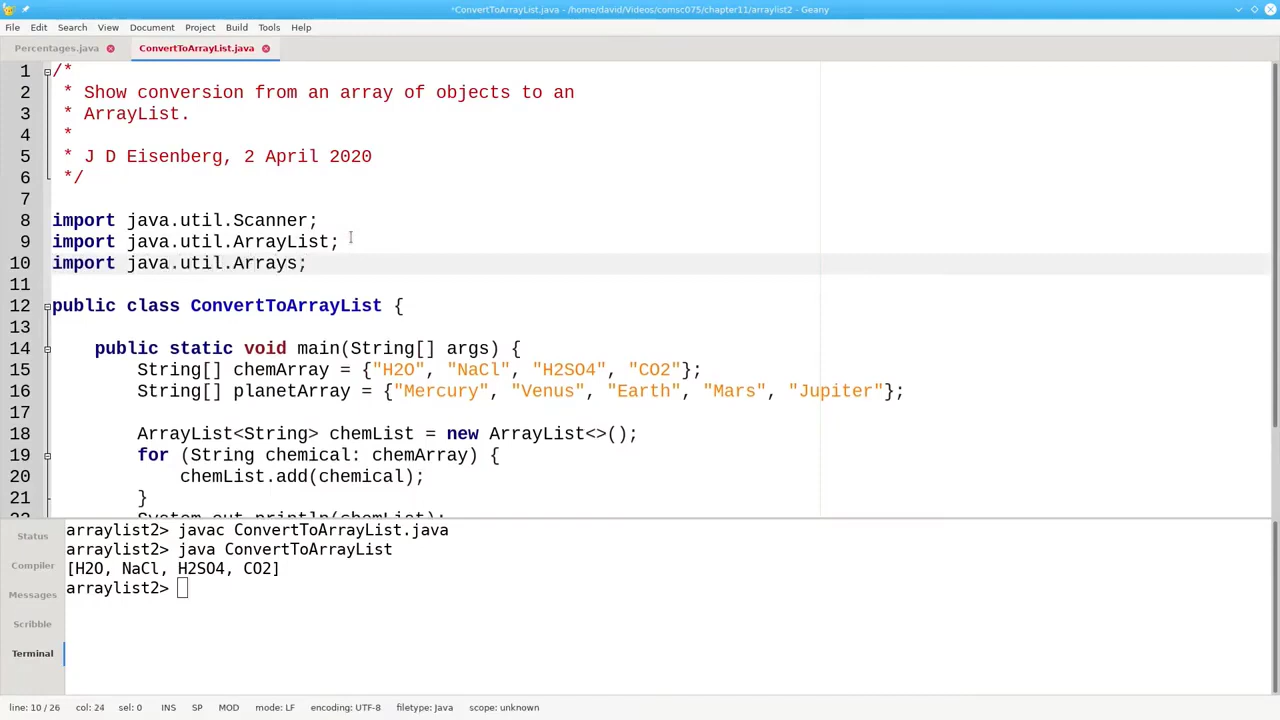 *ConvertToArrayList.java - /home/david/Videos/comsc075/chapter11/arraylist2 - Geany
File Edit Search View Document Project Build Tools Help
Percentages.java ConvertToArrayList.java
1 /*
2  * Show conversion from an array of objects to an
3  * ArrayList.
4  *
5  * J D Eisenberg, 2 April 2020
6  */
7
8 import java.util.Scanner;
9 import java.util.ArrayList;
10 import java.util.Arrays;
11
12 public class ConvertToArrayList {
13
14     public static void main(String[] args) {
15         String[] chemArray = {"H2O", "NaCl", "H2SO4", "CO2"};
16         String[] planetArray = {"Mercury", "Venus", "Earth", "Mars", "Jupiter"};
17
18         ArrayList<String> chemList = new ArrayList<>();
19         for (String chemical: chemArray) {
20             chemList.add(chemical);
21         }
22         System.out.println(chemList);
Status
Compiler
Messages
Scribble
Terminal
arraylist2> javac ConvertToArrayList.java
arraylist2> java ConvertToArrayList
[H2O, NaCl, H2SO4, CO2]
arraylist2>
line: 10 / 26 col: 24 sel: 0 INS SP MOD mode: LF encoding: UTF-8 filetype: Java scope: unknown